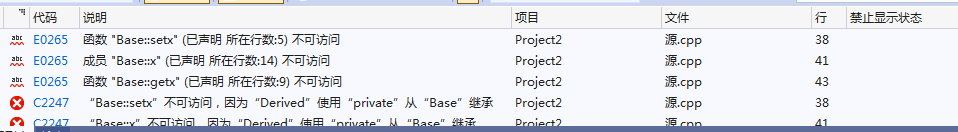 代码 说明 项目 文件 行 禁止显示状态
abc E0265 函数 "Base::setx" (已声明 所在行数:5) 不可访问 Project2 源.cpp 38
abc E0265 成员 "Base::x" (已声明 所在行数:14) 不可访问 Project2 源.cpp 41
abc E0265 函数 "Base::getx" (已声明 所在行数:9) 不可访问 Project2 源.cpp 43
C2247 “Base::setx”不可访问，因为“Derived”使用“private”从“Base”继承 Project2 源.cpp 38
C2247 “Base::x”不可访问，因为“Derived”使用“private”从“Base”继承 Project2 源.cpp 41